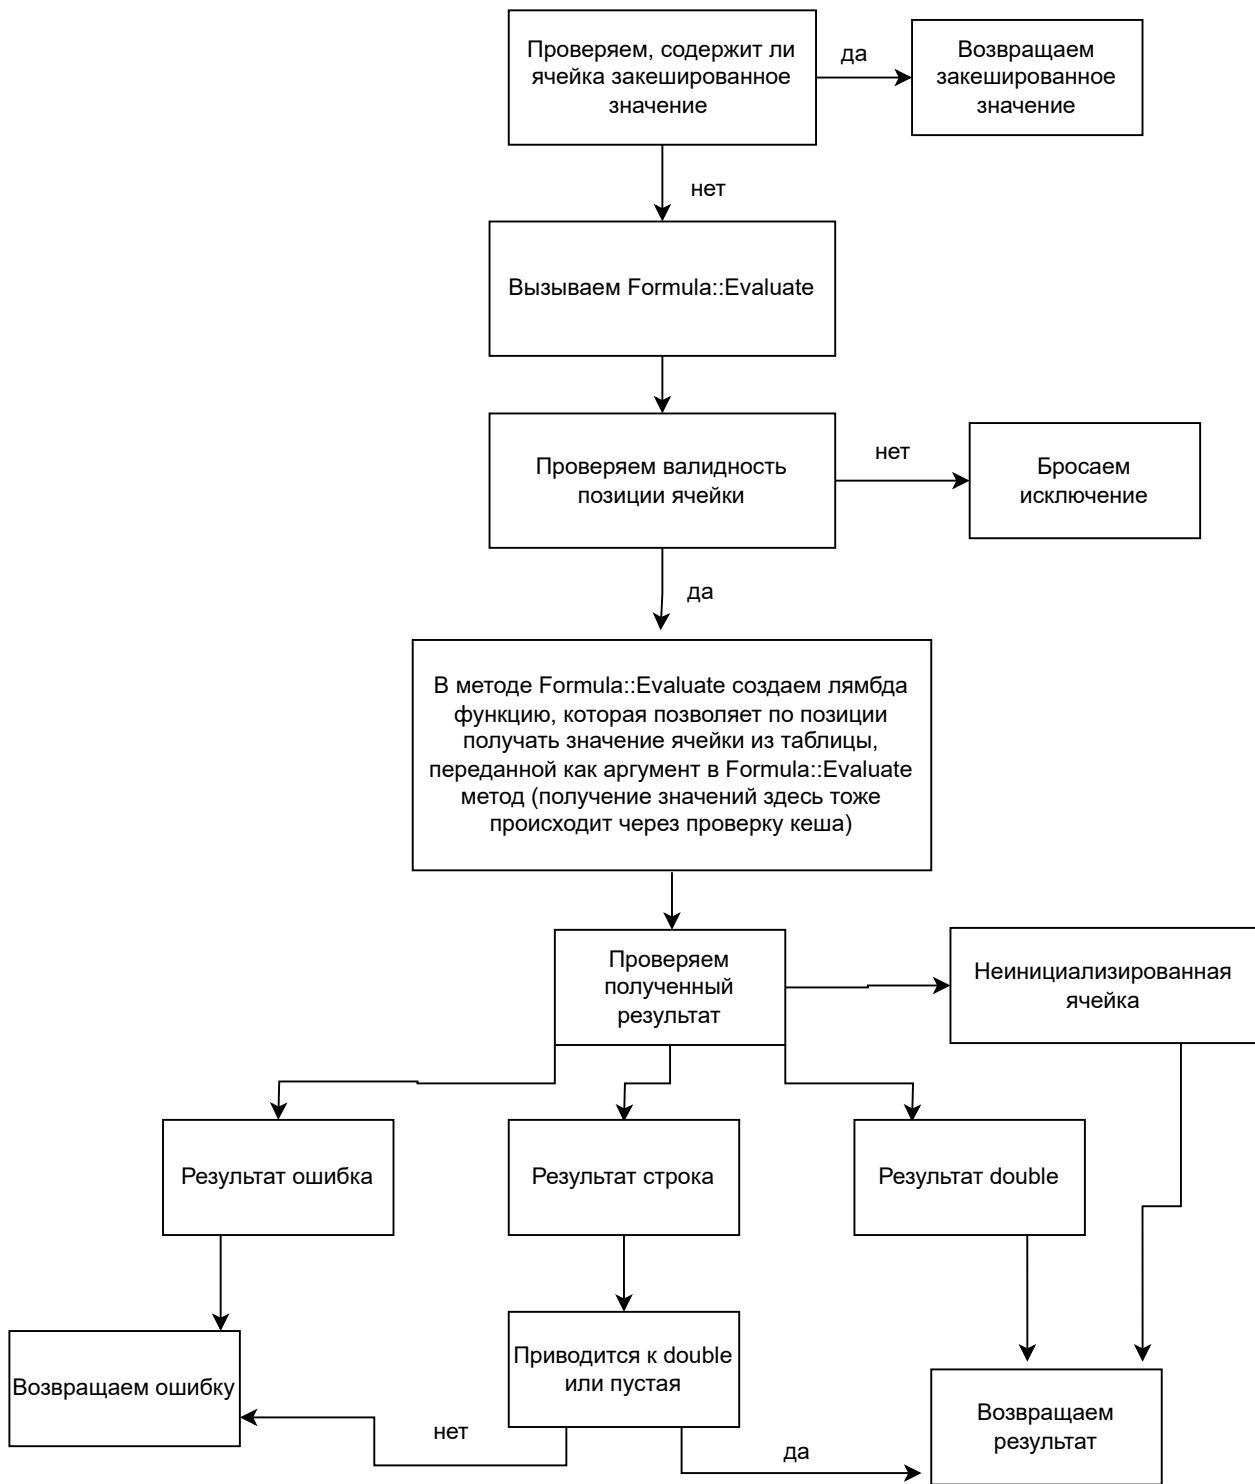 Проверяем, содержит ли
ячейка закешированное
значение
да
Возвращаем
закешированное
значение
нет
Вызываем Formula::Evaluate
Проверяем валидность
позиции ячейки
нет
Бросаем
исключение
да
В методе Formula::Evaluate создаем лямбда
функцию, которая позволяет по позиции
получать значение ячейки из таблицы,
переданной как аргумент в Formula::Evaluate
метод (получение значений здесь тоже
происходит через проверку кеша)
Проверяем
полученный
результат
Неинициализированная
ячейка
Результат ошибка
Результат строка
Результат double
Возвращаем ошибку
Приводится к double
или пустая
нет
да
Возвращаем
результат